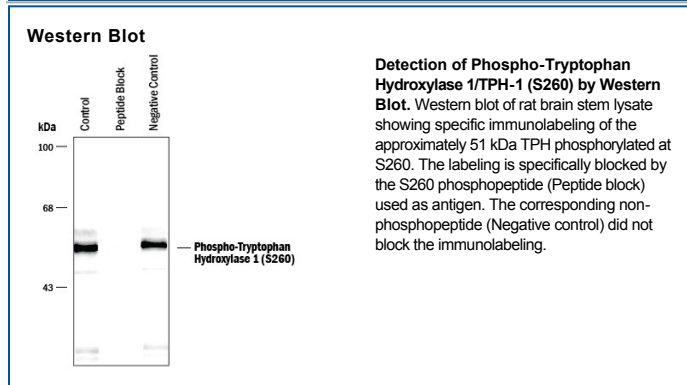 Western Blot
Control
Peptide Block
Negative Control
kDa
100
68
43
Phospho-Tryptophan
Hydroxylase 1 (S260)
Detection of Phospho-Tryptophan
Hydroxylase 1/TPH-1 (S260) by Western
Blot. Western blot of rat brain stem lysate
showing specific immunolabeling of the
approximately 51 kDa TPH phosphorylated at
S260. The labeling is specifically blocked by
the S260 phosphopeptide (Peptide block)
used as antigen. The corresponding non-
phosphopeptide (Negative control) did not
block the immunolabeling.